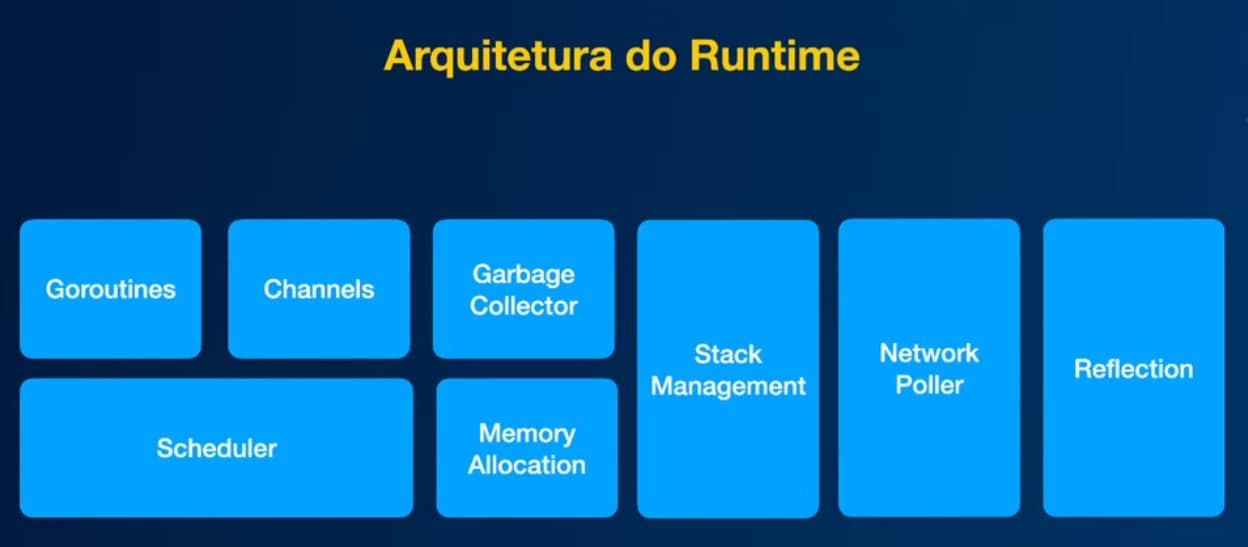 Arquitetura do Runtime
Goroutines
Channels
Garbage
Collector
Stack
Management
Network
Poller
Reflection
Scheduler
Memory
Allocation